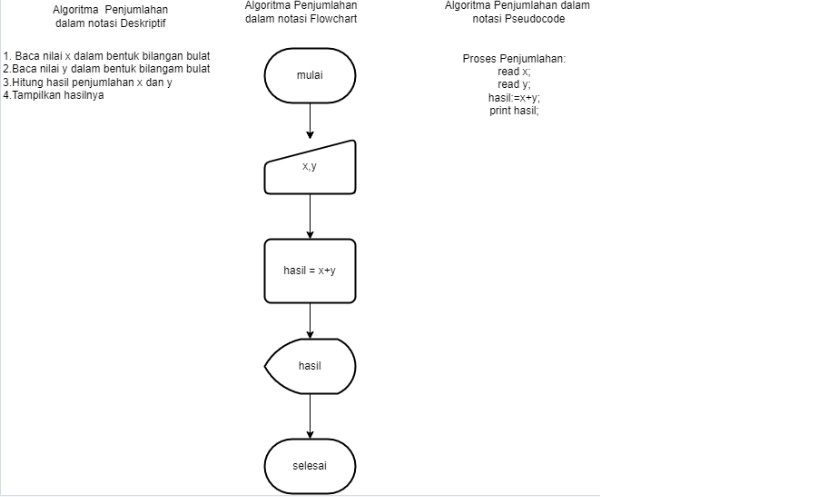 Algoritma Penjumlahan
dalam notasi Deskriptif
1. Baca nilai x dalam bentuk bilangan bulat
2.Baca nilai y dalam bentuk bilangam bulat
3.Hitung hasil penjumlahan x dan y
4.Tampilkan hasilnya
Algoritma Penjumlahan
dalam notasi Flowchart
mulai
x,y
hasil = x+y
hasil
selesai
Algoritma Penjumlahan dalam
notasi Pseudocode
Proses Penjumlahan:
read x;
read y;
hasil:=x+y;
print hasil;